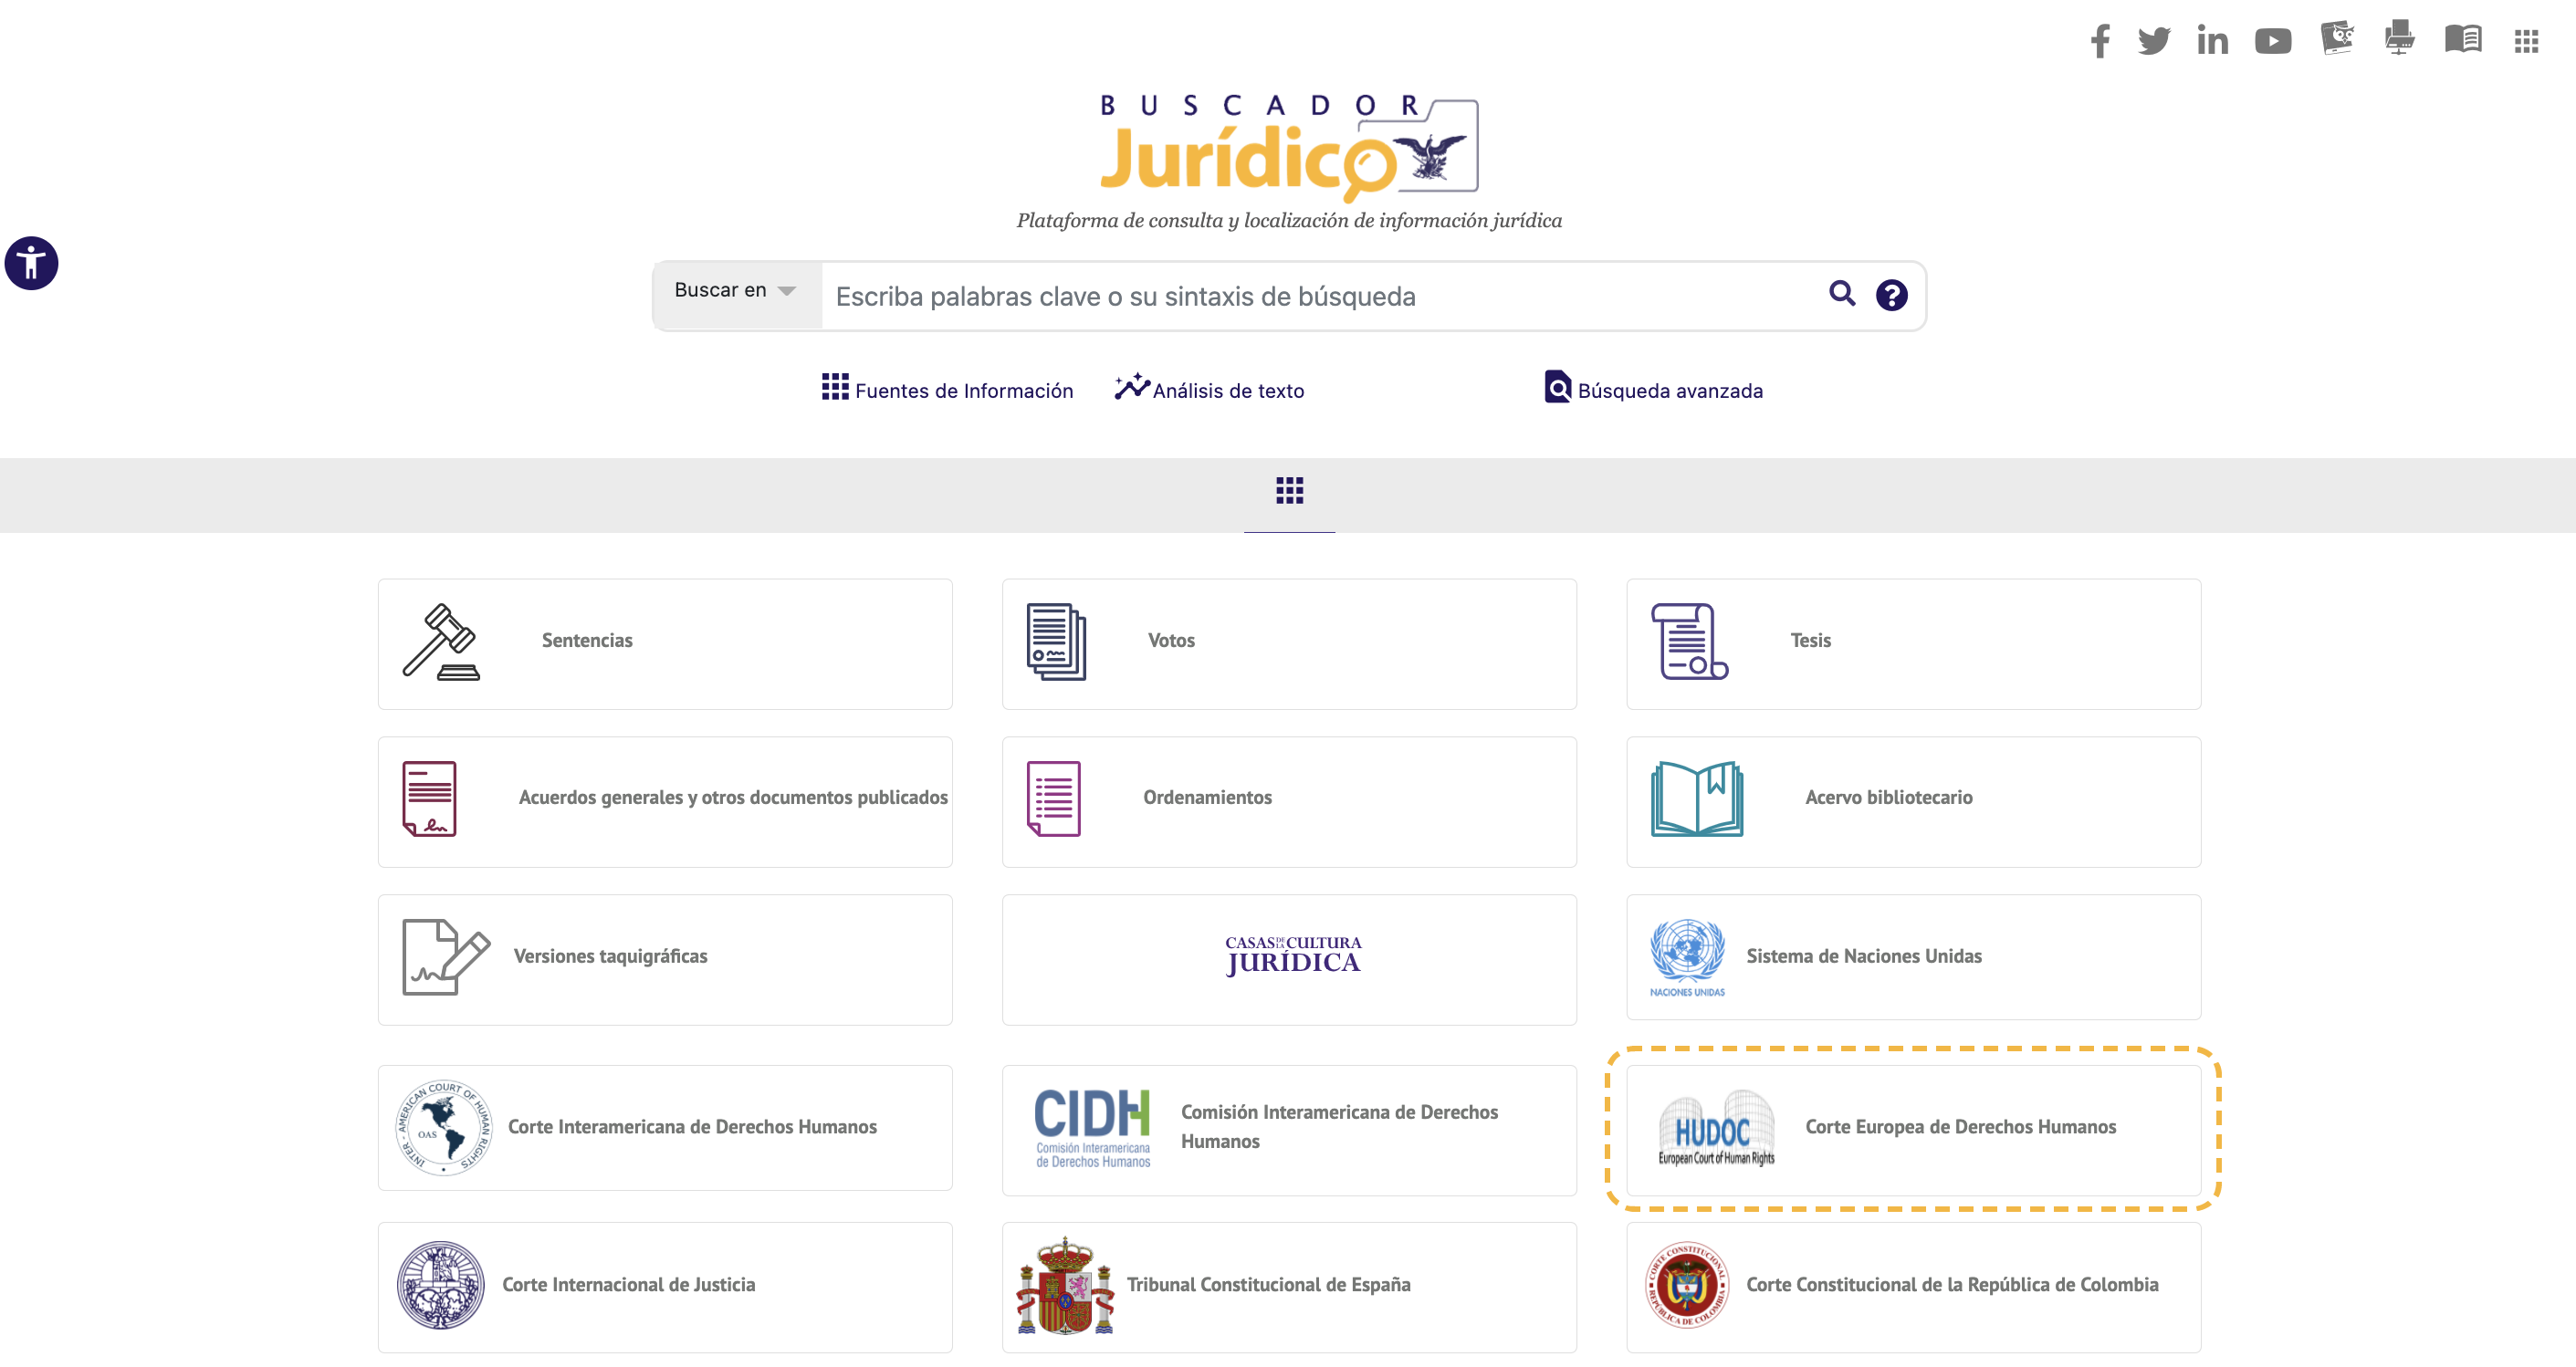 BUSCADOR
Jurídico
Plataforma de consulta y localización de información jurídica
Buscar en
Escriba palabras clave o su sintaxis de búsqueda
Fuentes de Información
Análisis de texto
Búsqueda avanzada
Sentencias
Votos
Tesis
Acuerdos generales y otros documentos publicados
Ordenamientos
Acervo bibliotecario
Versiones taquigráficas
CASAS DE LA CULTURA
JURÍDICA
NACIONES UNIDAS
Sistema de Naciones Unidas
INTER-AMERICAN COURT OF HUMAN RIGHTS
OAS
Corte Interamericana de Derechos Humanos
CIDH
Comisión Interamericana
de Derechos Humanos
Comisión Interamericana de Derechos
Humanos
HUDOC
European Court of Human Rights
Corte Europea de Derechos Humanos
Corte Internacional de Justicia
Tribunal Constitucional de España
CORTE CONSTITUCIONAL
REPUBLICA DE COLOMBIA
Corte Constitucional de la República de Colombia